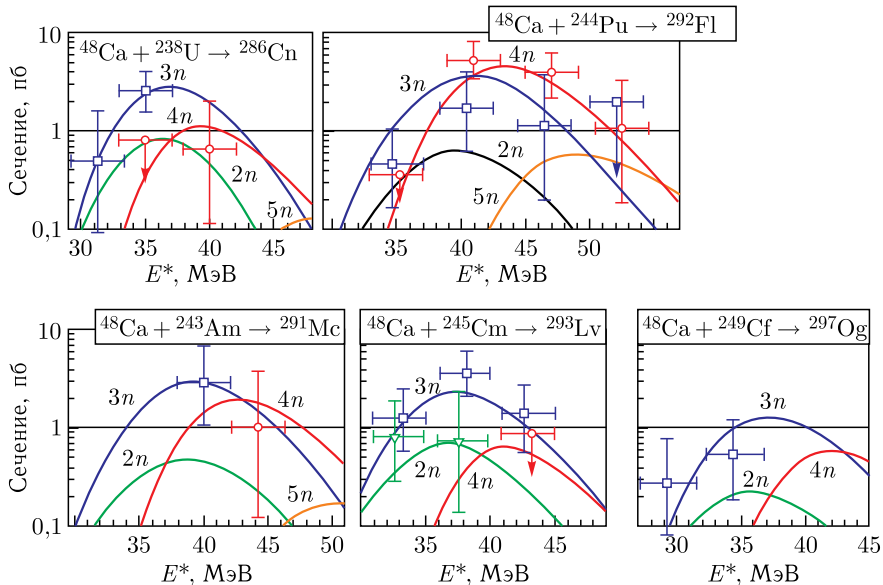 ⁴⁸Ca + ²³⁸U → ²⁸⁶Cn
⁴⁸Ca + ²⁴⁴Pu → ²⁹²Fl
Сечение, пб
10
1
0,1
3n
4n
2n
5n
3n
4n
2n
5n
30 35 40 45
35 40 45 50
E*, МэВ
E*, МэВ
⁴⁸Ca + ²⁴³Am → ²⁹¹Mc
⁴⁸Ca + ²⁴⁵Cm → ²⁹³Lv
⁴⁸Ca + ²⁴⁹Cf → ²⁹⁷Og
Сечение, пб
10
1
0,1
3n
4n
2n
5n
3n
2n
4n
3n
2n
4n
35 40 45 50
35 40 45
30 35 40 45
E*, МэВ
E*, МэВ
E*, МэВ